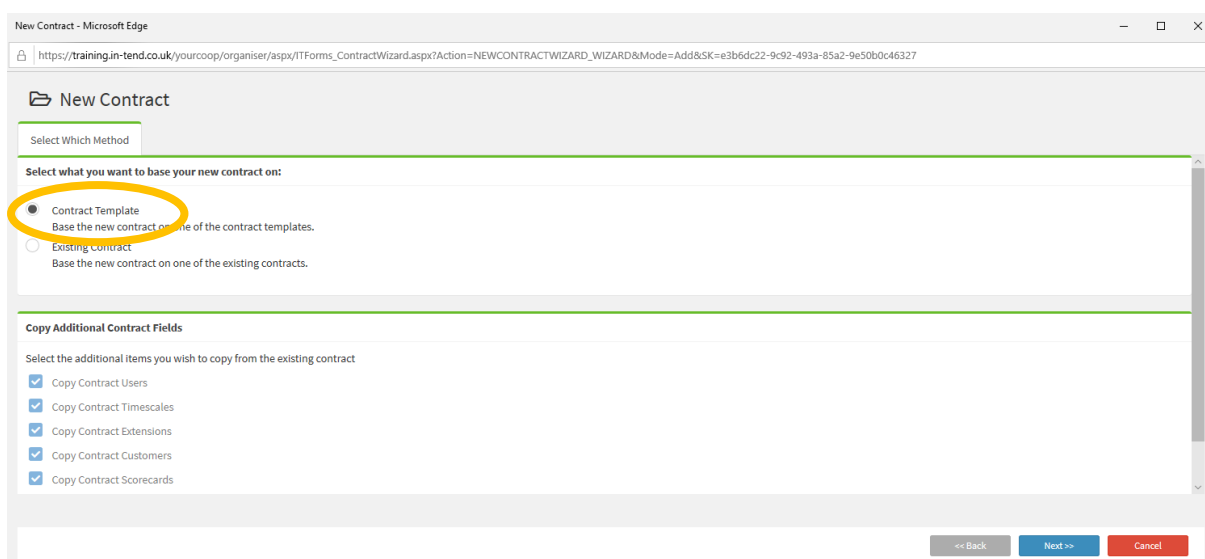 New Contract - Microsoft Edge
https://training.in-tend.co.uk/yourcoop/organiser/aspx/ITForms_ContractWizard.aspx?Action=NEWCONTRACTWIZARD_WIZARD&Mode=Add&SK=e3b6dc22-9c92-493a-85a2-9e50b0c46327
New Contract
Select Which Method
Select what you want to base your new contract on:
Contract Template
Base the new contract on one of the contract templates.
Existing Contract
Base the new contract on one of the existing contracts.
Copy Additional Contract Fields
Select the additional items you wish to copy from the existing contract
Copy Contract Users
Copy Contract Timescales
Copy Contract Extensions
Copy Contract Customers
Copy Contract Scorecards
<< Back Next >> Cancel